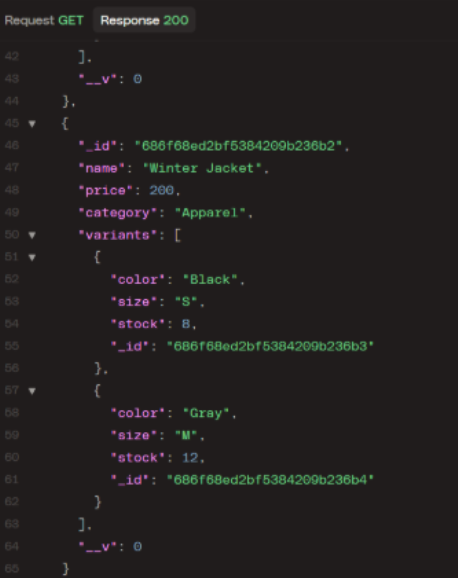 Request GET Response 200
42 ],
43 "__v": 0
44 },
45 ▼ {
46 "_id": "686f68ed2bf5384209b236b2",
47 "name": "Winter Jacket",
48 "price": 200,
49 "category": "Apparel",
50 ▼ "variants": [
51 ▼ {
52 "color": "Black",
53 "size": "S",
54 "stock": 8,
55 "_id": "686f68ed2bf5384209b236b3"
56 },
57 ▼ {
58 "color": "Gray",
59 "size": "M",
60 "stock": 12,
61 "_id": "686f68ed2bf5384209b236b4"
62 }
63 ],
64 "__v": 0
65 }